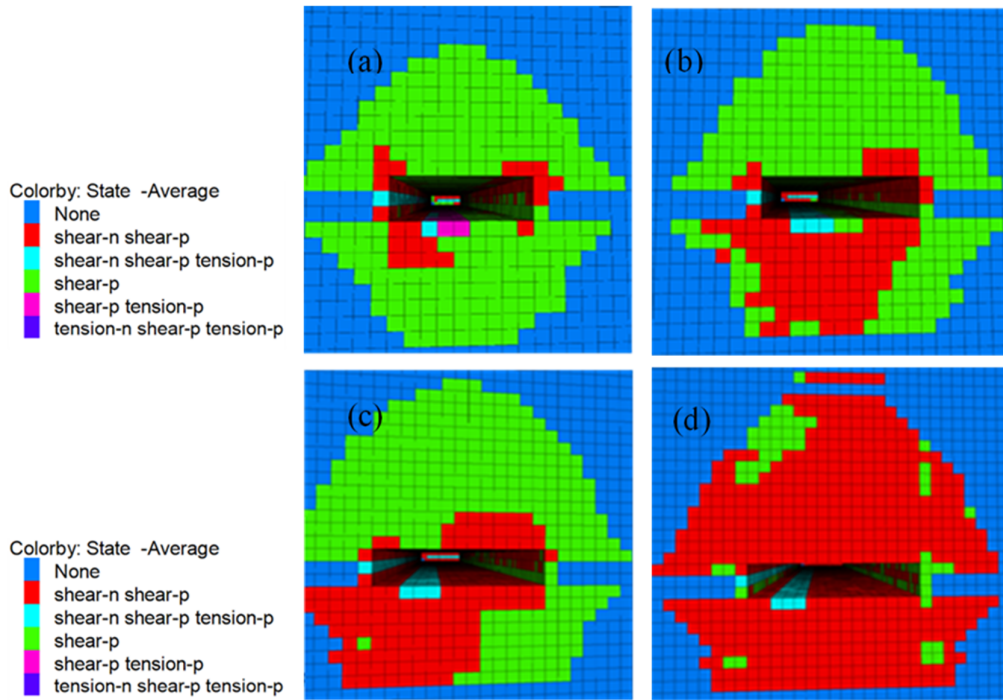 (a)
(b)
Colorby: State -Average
None
shear-n shear-p
shear-n shear-p tension-p
shear-p
shear-p tension-p
tension-n shear-p tension-p
(c)
(d)
Colorby: State -Average
None
shear-n shear-p
shear-n shear-p tension-p
shear-p
shear-p tension-p
tension-n shear-p tension-p